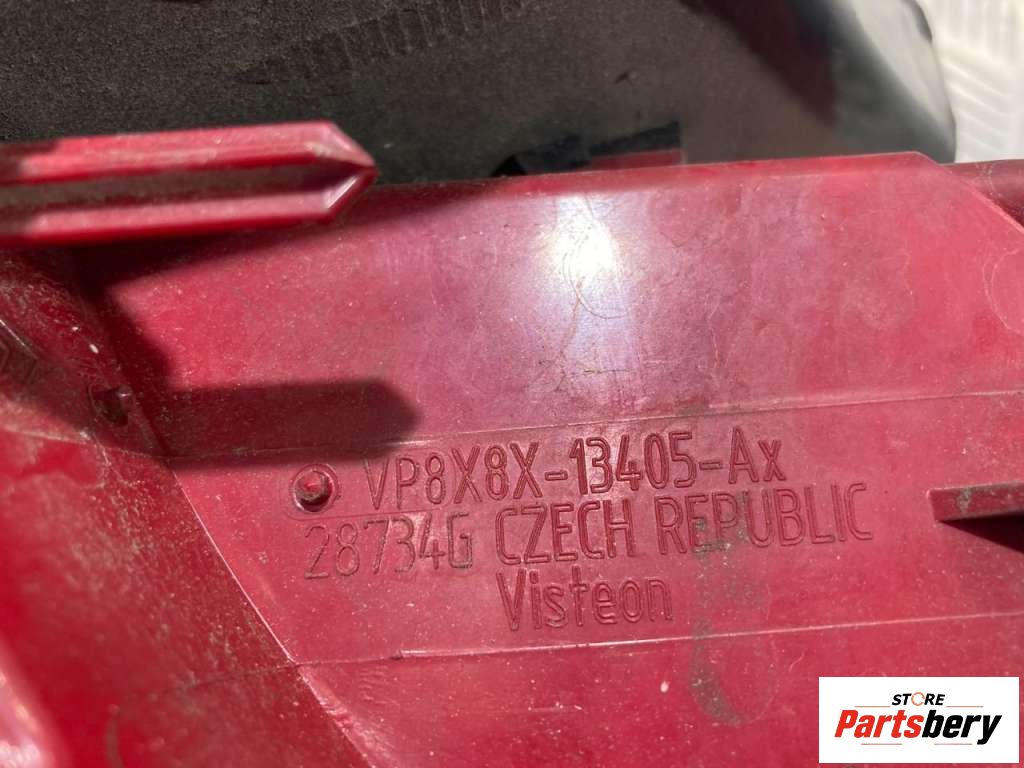 VP8X8X-13405-Ax
28734G CZECH REPUBLIC
Visteon
STORE
Partsbery